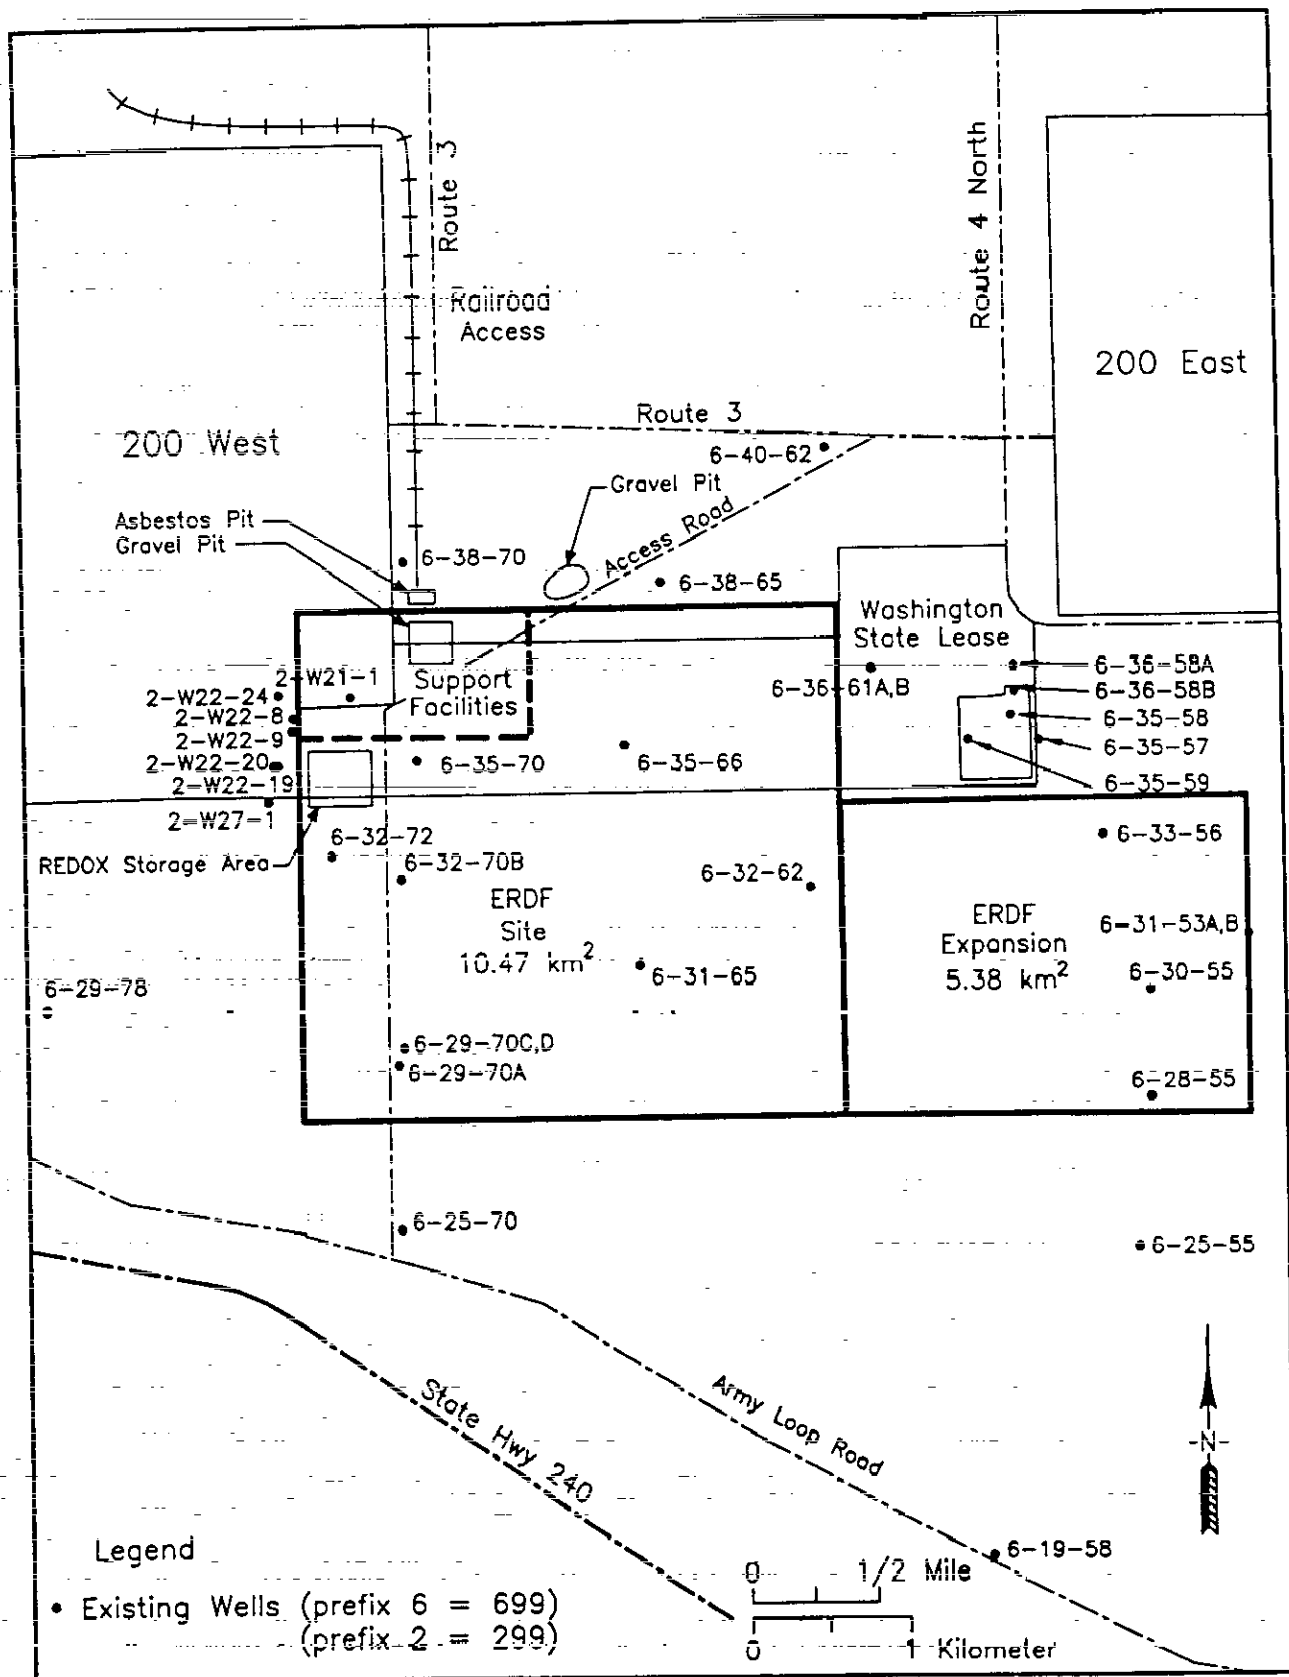 Route 3
Route 4 North
Railroad
Access
200 East
Route 3
200 West
6-40-62
Gravel Pit
Asbestos Pit
Gravel Pit
Access Road
6-38-70
6-38-65
Washington
State Lease
2-W21-1
Support
Facilities
6-36-61A,B
6-36-58A
2-W22-24
6-36-58B
2-W22-8
6-35-58
2-W22-9
6-35-57
2-W22-20
6-35-70
6-35-66
2-W22-19
6-35-59
2-W27-1
6-32-72
6-33-56
REDOX Storage Area
6-32-70B
6-32-62
ERDF
Site
10.47 km²
ERDF
Expansion
5.38 km²
6-31-53A,B
6-31-65
6-30-55
6-29-78
6-29-70C,D
6-29-70A
6-28-55
6-25-70
6-25-55
State Hwy 240
Army Loop Road
-N-
6-19-58
Legend
• Existing Wells (prefix 6 = 699)
(prefix 2 = 299)
0 1/2 Mile
0 1 Kilometer